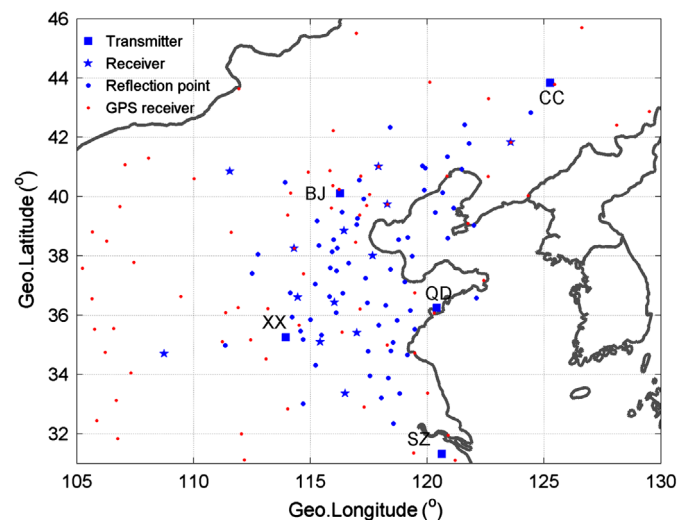 46
44
42
40
38
36
34
32
Geo.Latitude (°)
Transmitter
Receiver
Reflection point
GPS receiver
CC
BJ
QD
XX
SZ
105 110 115 120 125 130
Geo.Longitude (°)